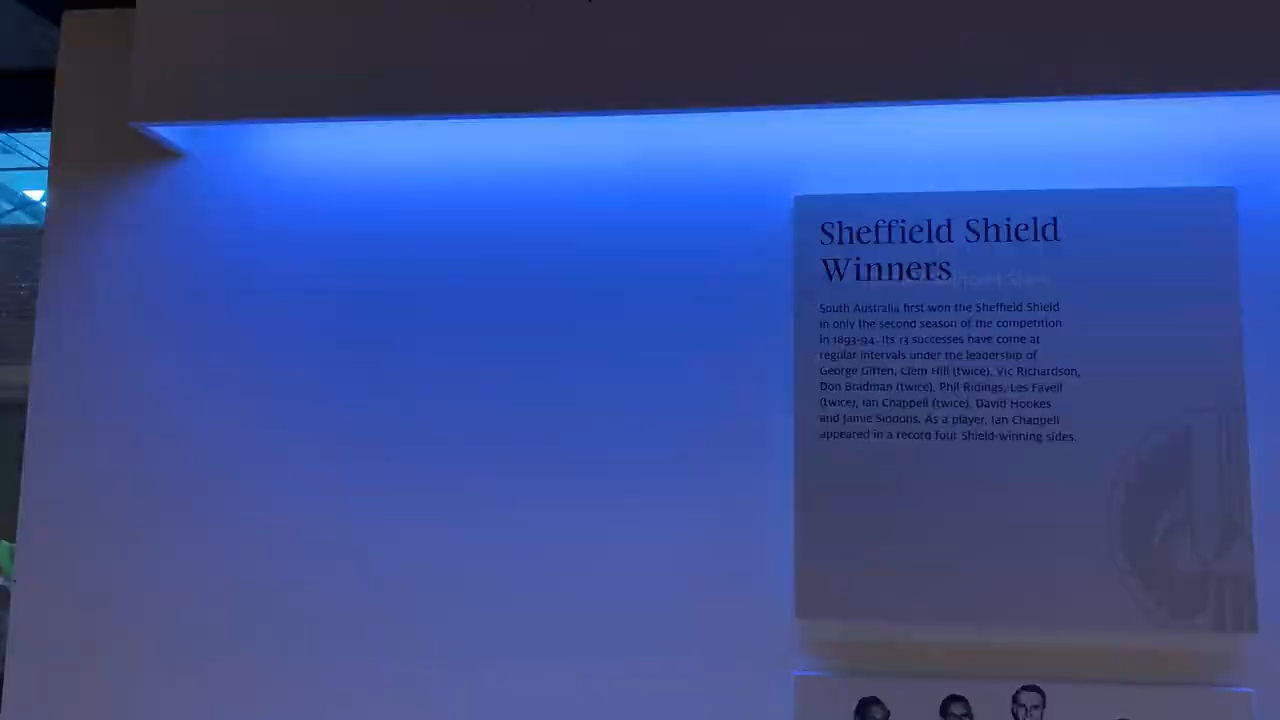 Sheffield Shield
Winners
South Australia first won the Sheffield Shield
in only the second season of the competition
in 1893-94. Its 13 successes have come at
regular intervals under the leadership of
George Giffen, Clem Hill (twice), Vic Richardson,
Don Bradman (twice), Phil Ridings, Les Favell
(twice), Ian Chappell (twice), David Hookes
and Jamie Siddons. As a player, Ian Chappell
appeared in a record four Shield-winning sides.